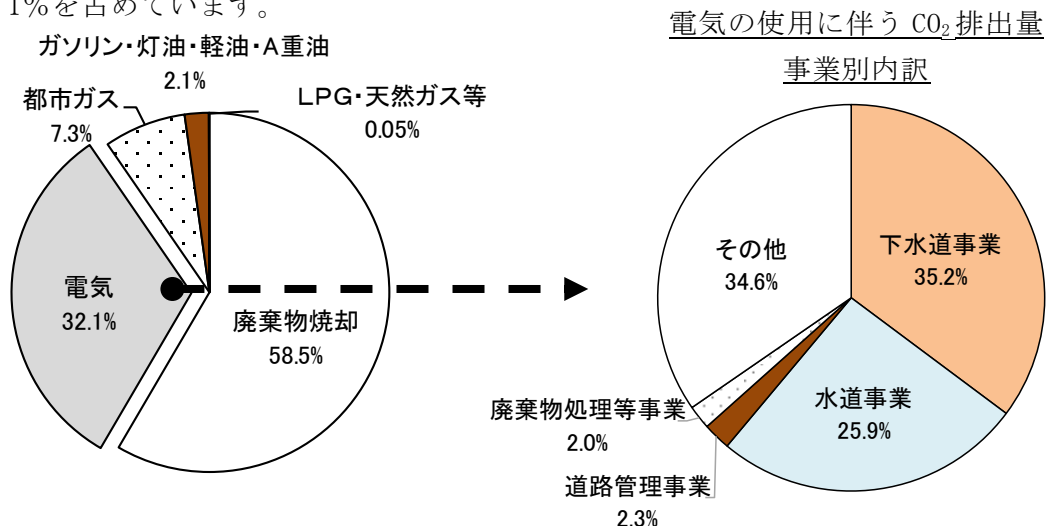 1%を占めています。
ガソリン・灯油・軽油・A重油
2.1%
都市ガス
7.3%
LPG・天然ガス等
0.05%
電気
32.1%
廃棄物焼却
58.5%
電気の使用に伴う CO₂排出量
事業別内訳
その他
34.6%
下水道事業
35.2%
水道事業
25.9%
廃棄物処理等事業
2.0%
道路管理事業
2.3%